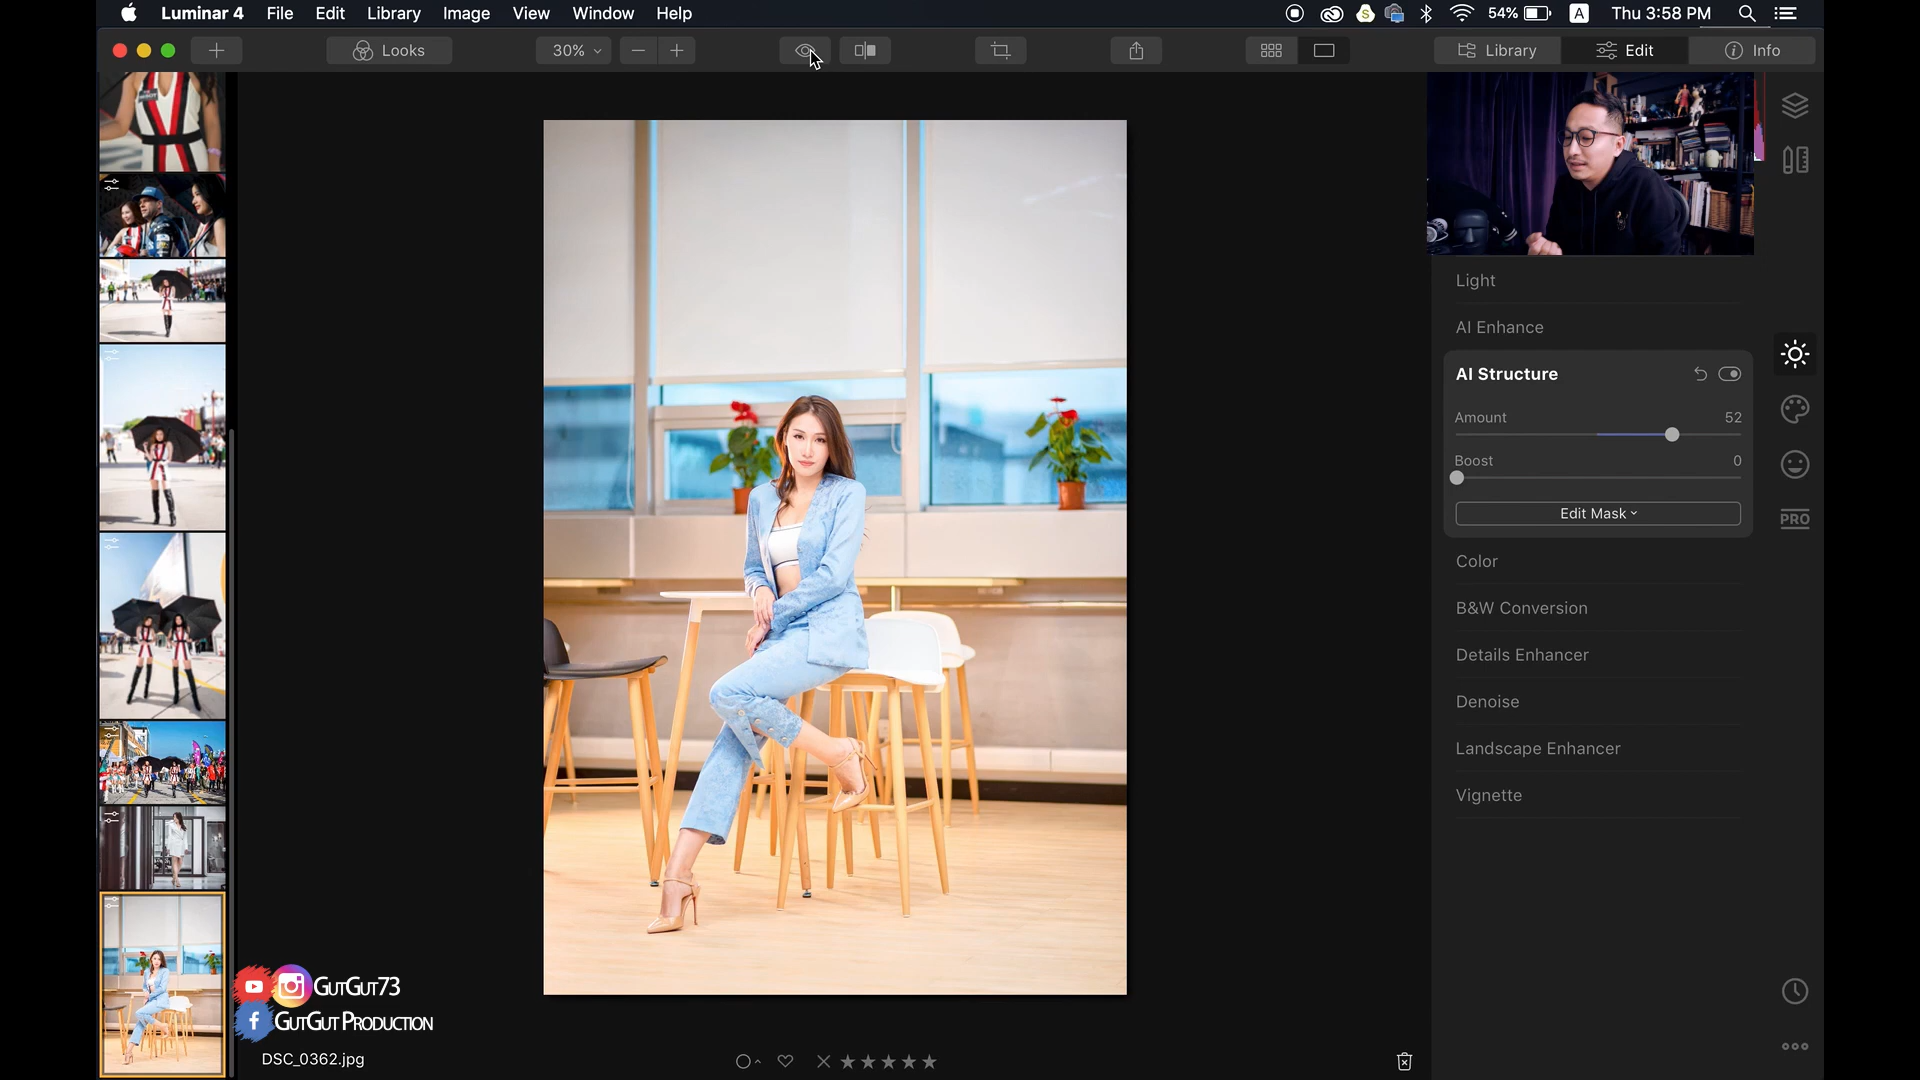 Luminar 4 File Edit Library Image View Window Help 54% A Thu 3:58 PM
Looks 30% Library Edit Info
Light
AI Enhance
AI Structure
Amount 52
Boost 0
Edit Mask
PRO
Color
B&W Conversion
Details Enhancer
Denoise
Landscape Enhancer
Vignette
GutGut73
GutGut Production
DSC_0362.jpg